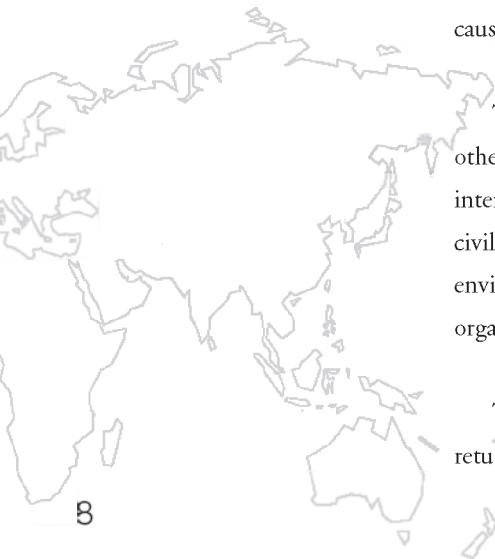 caus
othe
inter
civil
envi
orga
retu
8